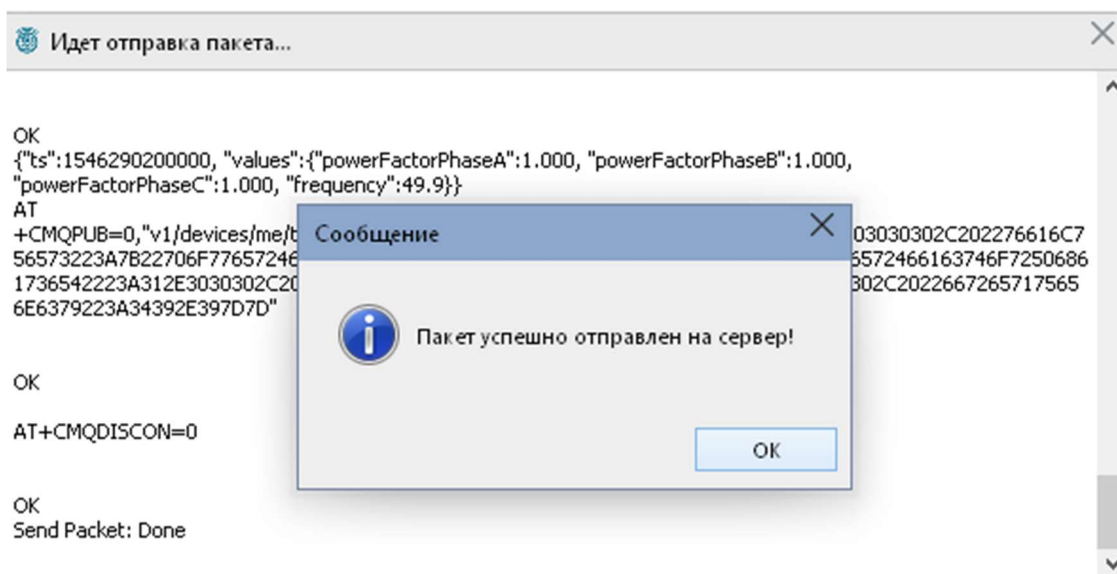 Идет отправка пакета...
OK
{"ts":1546290200000, "values":{"powerFactorPhaseA":1.000, "powerFactorPhaseB":1.000,
"powerFactorPhaseC":1.000, "frequency":49.9}}
AT
+CMQPUB=0,"v1/devices/me/t 03030302C202276616C7
56573223A7B22706F77657246 6572466163746F7250686
1736542223A312E3030302C20 302C2022667265717565
6E6379223A34392E397D7D"
Сообщение
Пакет успешно отправлен на сервер!
OK
OK
AT+CMQDISCON=0
OK
Send Packet: Done